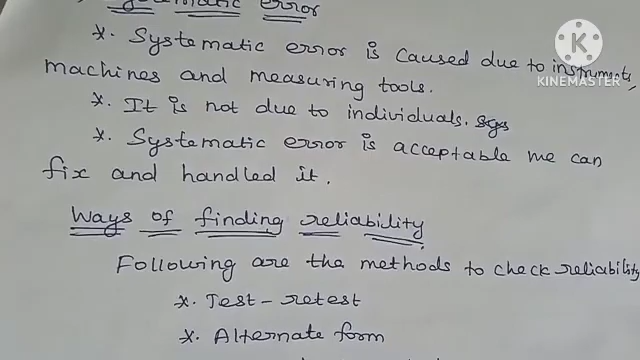 Systematic error
*. Systematic error is caused due to instruments,
machines and measuring tools.
*. It is not due to individuals.
*. Systematic error is acceptable we can
fix and handled it.
Ways of finding reliability
Following are the methods to check reliability
*. Test-retest
*. Alternate form
KINEMASTER